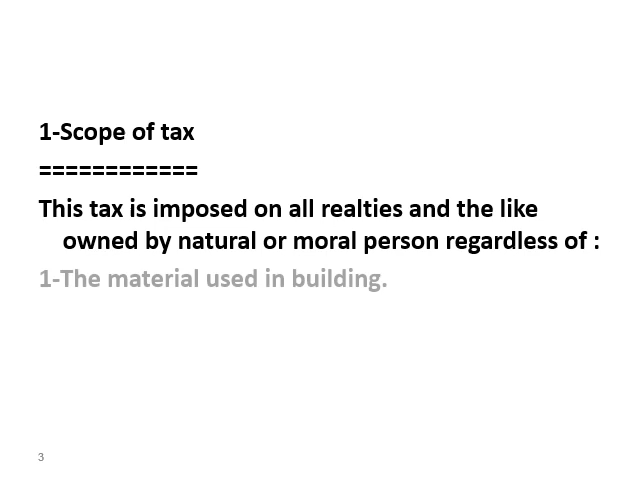 1-Scope of tax
============
This tax is imposed on all realties and the like
owned by natural or moral person regardless of :
1-The material used in building.
3